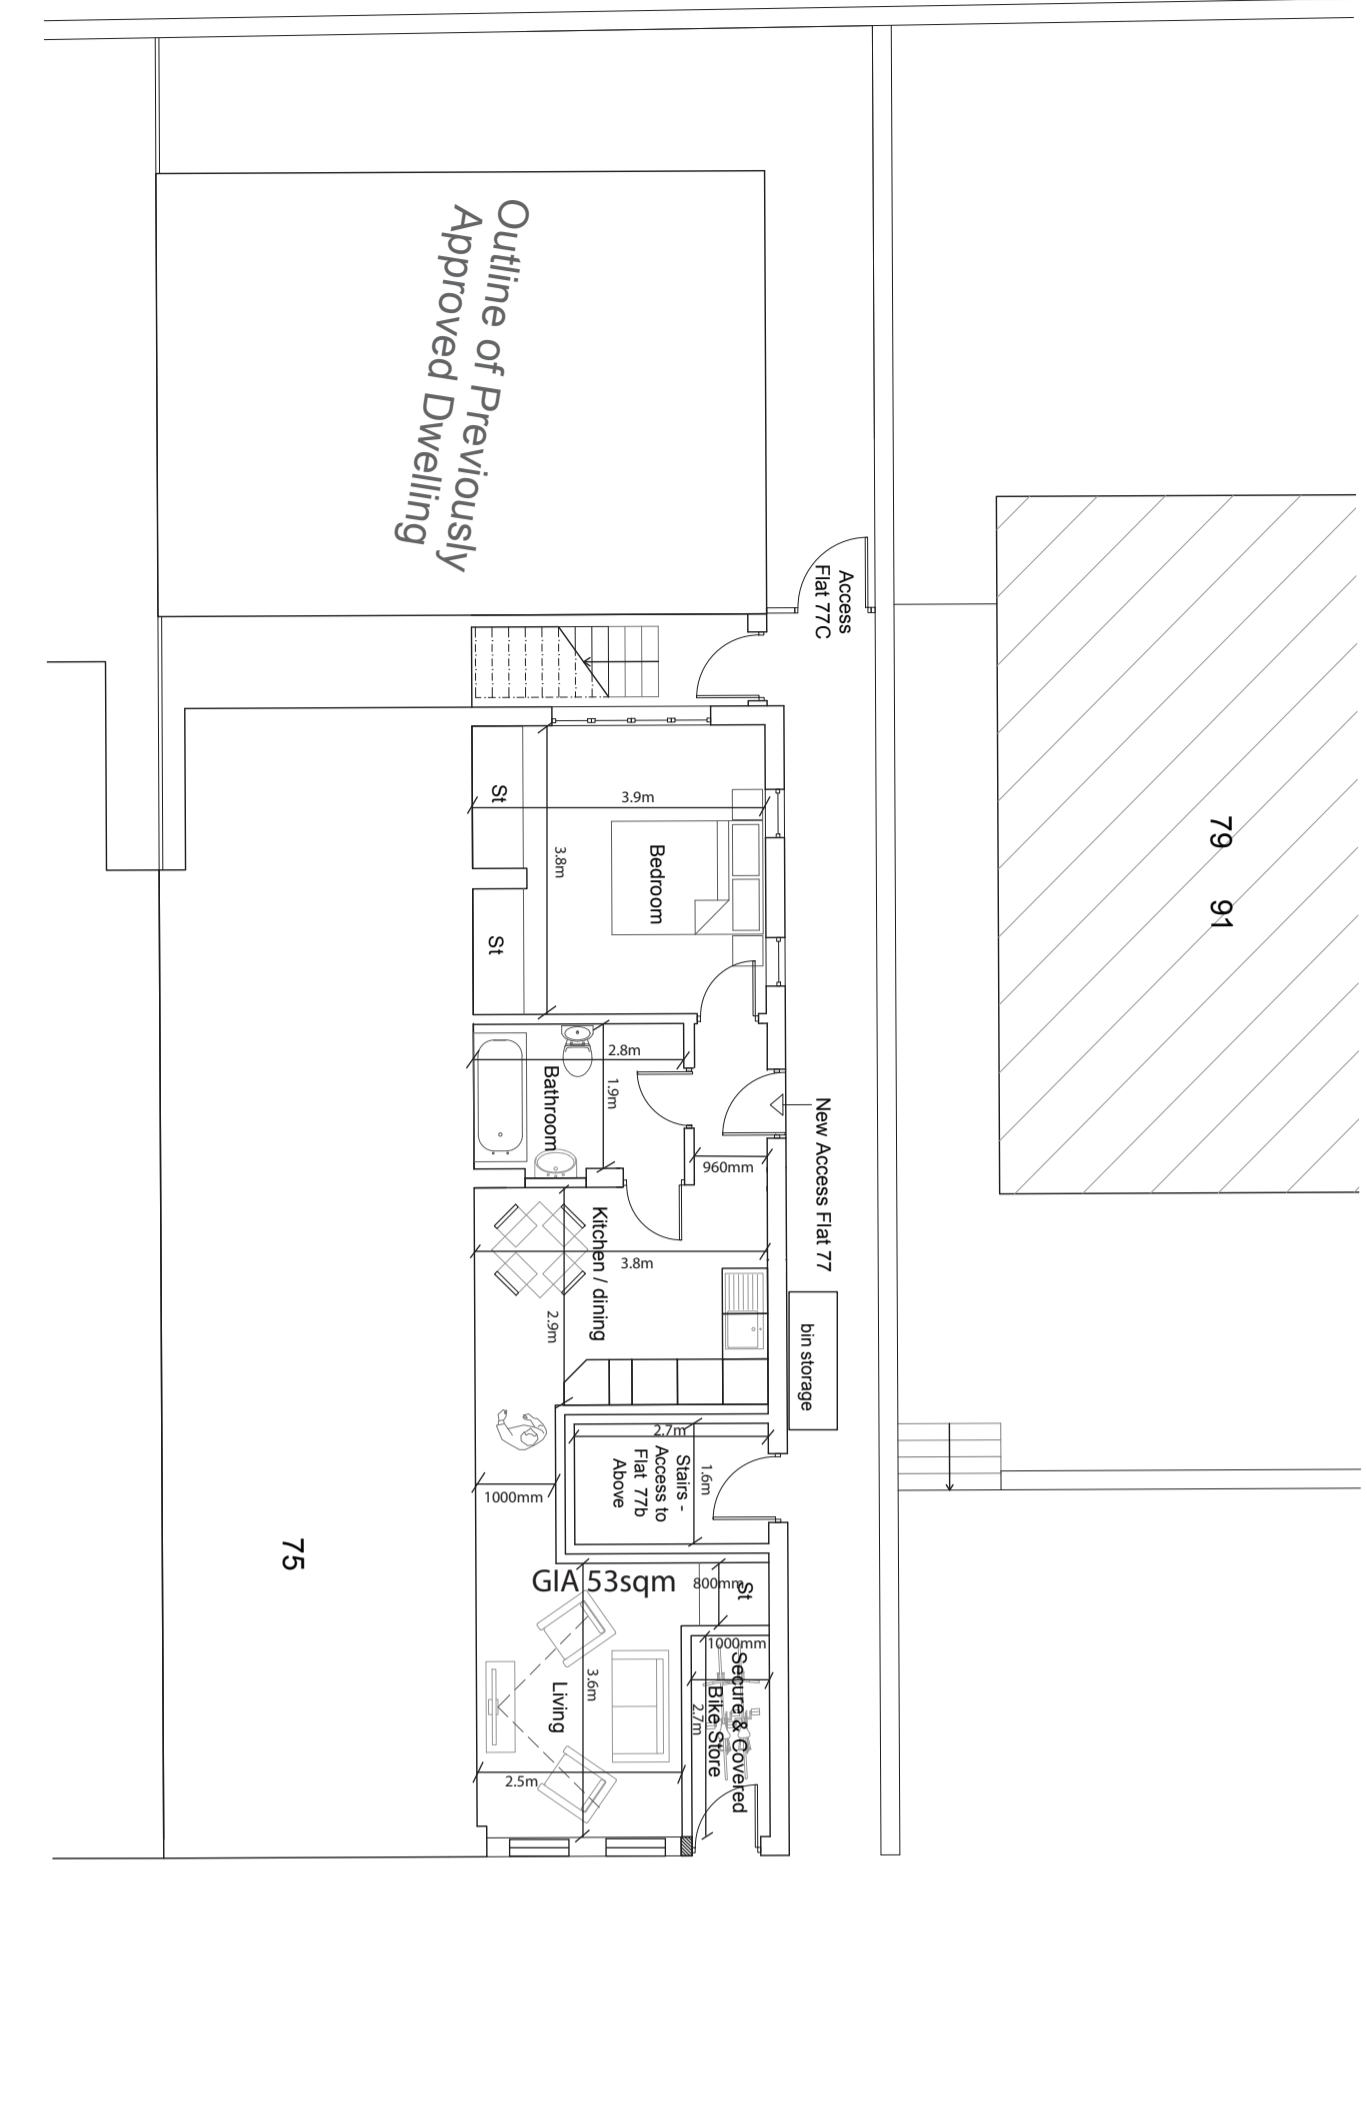 Outline of Previously
Approved Dwelling
Access
Flat 77C
79
91
St
3.9m
3.8m
Bedroom
St
2.8m
1.9m
Bathroom
New Access Flat 77
960mm
Kitchen / dining
3.8m
2.9m
bin storage
2.7m
1.6m
Stairs -
Access to
Flat 77b
Above
1000mm
75
GIA 53sqm
800mm
St
1000mm
Secure & Covered
Bike Store
2.7m
3.6m
Living
2.5m